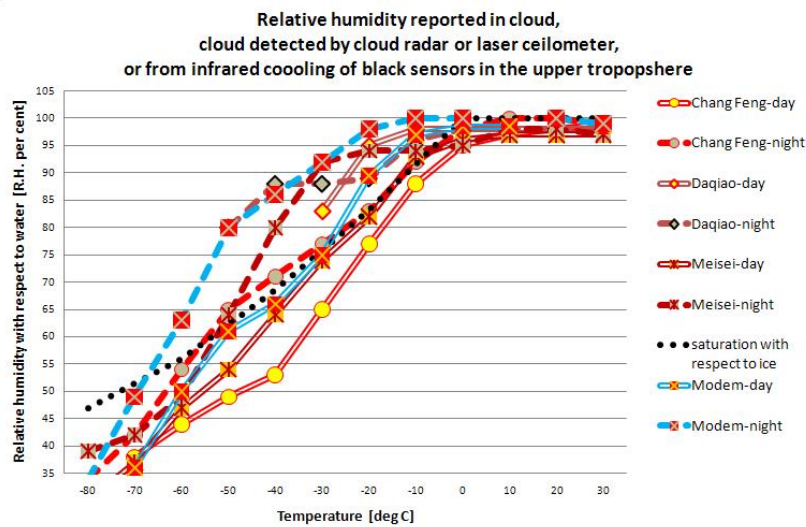 Relative humidity reported in cloud,
cloud detected by cloud radar or laser ceilometer,
or from infrared coooling of black sensors in the upper tropopshere
Relative humidity with respect to water [R.H. per cent]
105
100
95
90
85
80
75
70
65
60
55
50
45
40
35
-80 -70 -60 -50 -40 -30 -20 -10 0 10 20 30
Temperature [deg C]
Chang Feng-day
Chang Feng-night
Daqiao-day
Daqiao-night
Meisei-day
Meisei-night
saturation with
respect to ice
Modem-day
Modem-night